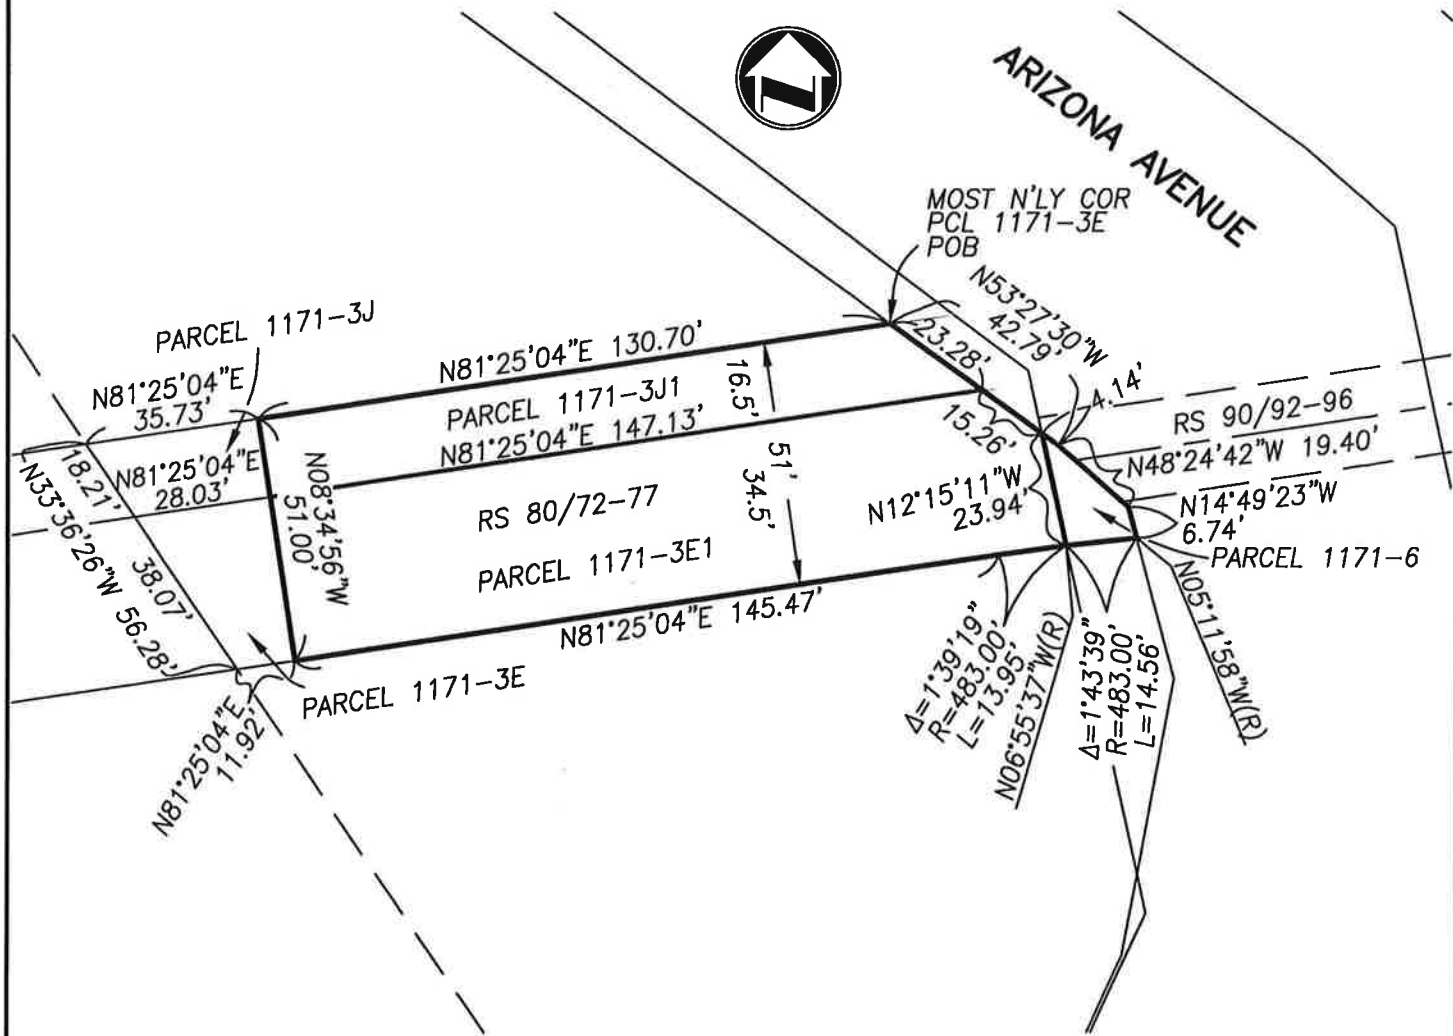 ARIZONA AVENUE
MOST N'LY COR
PCL 1171-3E
POB
N53°27'30"W
42.79'
23.28'
4.14'
15.26'
PARCEL 1171-3J
N81°25'04"E 130.70'
N81°25'04"E
35.73'
16.5'
PARCEL 1171-3J1
N81°25'04"E 147.13'
RS 90/92-96
N48°24'42"W 19.40'
18.21'
N81°25'04"E
28.03'
N08°34'56"W
51.00'
51'
34.5'
N33°36'26"W 56.28'
38.07'
RS 80/72-77
N12°15'11"W
23.94'
N14°49'23"W
6.74'
PARCEL 1171-3E1
PARCEL 1171-6
N81°25'04"E 145.47'
PARCEL 1171-3E
N81°25'04"E
11.92'
Δ=1°39'19"
R=483.00'
L=13.95'
N06°55'37"W(R)
Δ=1°43'39"
R=483.00'
L=14.56'
N05°11'58"W(R)